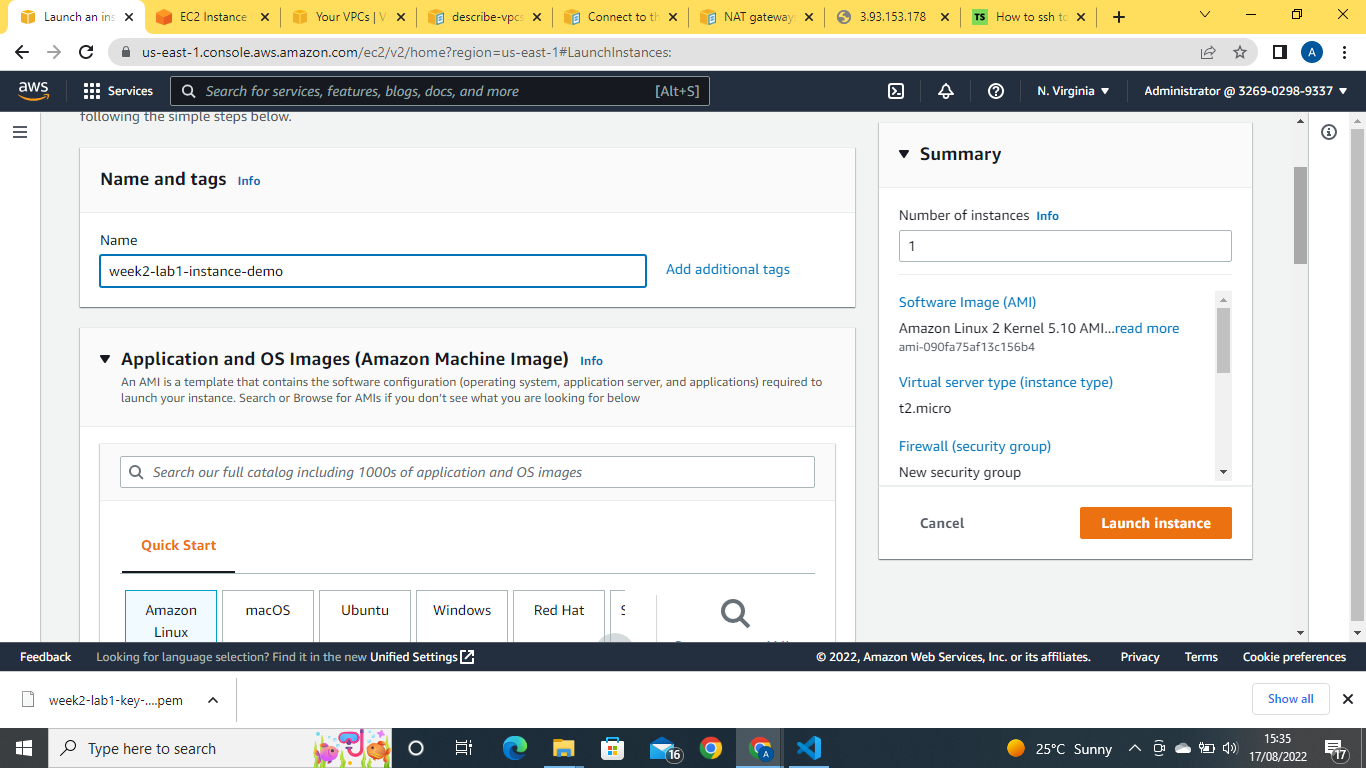 Launch an ins
EC2 Instance
Your VPCs | V
describe-vpcs
Connect to th
NAT gateway
3.93.153.178
TS How to ssh to
us-east-1.console.aws.amazon.com/ec2/v2/home?region=us-east-1#LaunchInstances:
A
aws
Services
Search for services, features, blogs, docs, and more
[Alt+S]
N. Virginia
Administrator @ 3269-0298-9337
following the simple steps below.
Name and tags Info
Name
week2-lab1-instance-demo
Add additional tags
Application and OS Images (Amazon Machine Image) Info
An AMI is a template that contains the software configuration (operating system, application server, and applications) required to
launch your instance. Search or Browse for AMIs if you don't see what you are looking for below
Search our full catalog including 1000s of application and OS images
Quick Start
Amazon
Linux
macOS
Ubuntu
Windows
Red Hat
S
Summary
Number of instances Info
1
Software Image (AMI)
Amazon Linux 2 Kernel 5.10 AMI...read more
ami-090fa75af13c156b4
Virtual server type (instance type)
t2.micro
Firewall (security group)
New security group
Cancel
Launch instance
Feedback
Looking for language selection? Find it in the new Unified Settings
© 2022, Amazon Web Services, Inc. or its affiliates.
Privacy
Terms
Cookie preferences
week2-lab1-key-....pem
Show all
Type here to search
16
A
25°C Sunny
15:35
17/08/2022
17